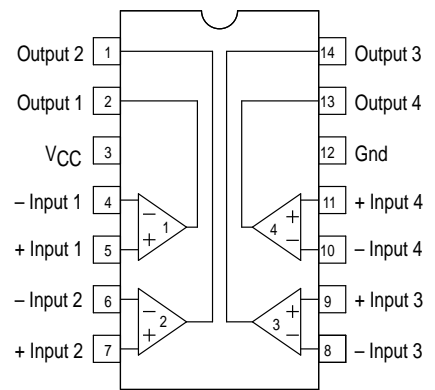 Output 2 1 14 Output 3
Output 1 2 13 Output 4
VCC 3 12 Gnd
– Input 1 4 – + 11 + Input 4
1 4
+ Input 1 5 + – 10 – Input 4
– Input 2 6 – + 9 + Input 3
2 3
+ Input 2 7 + – 8 – Input 3